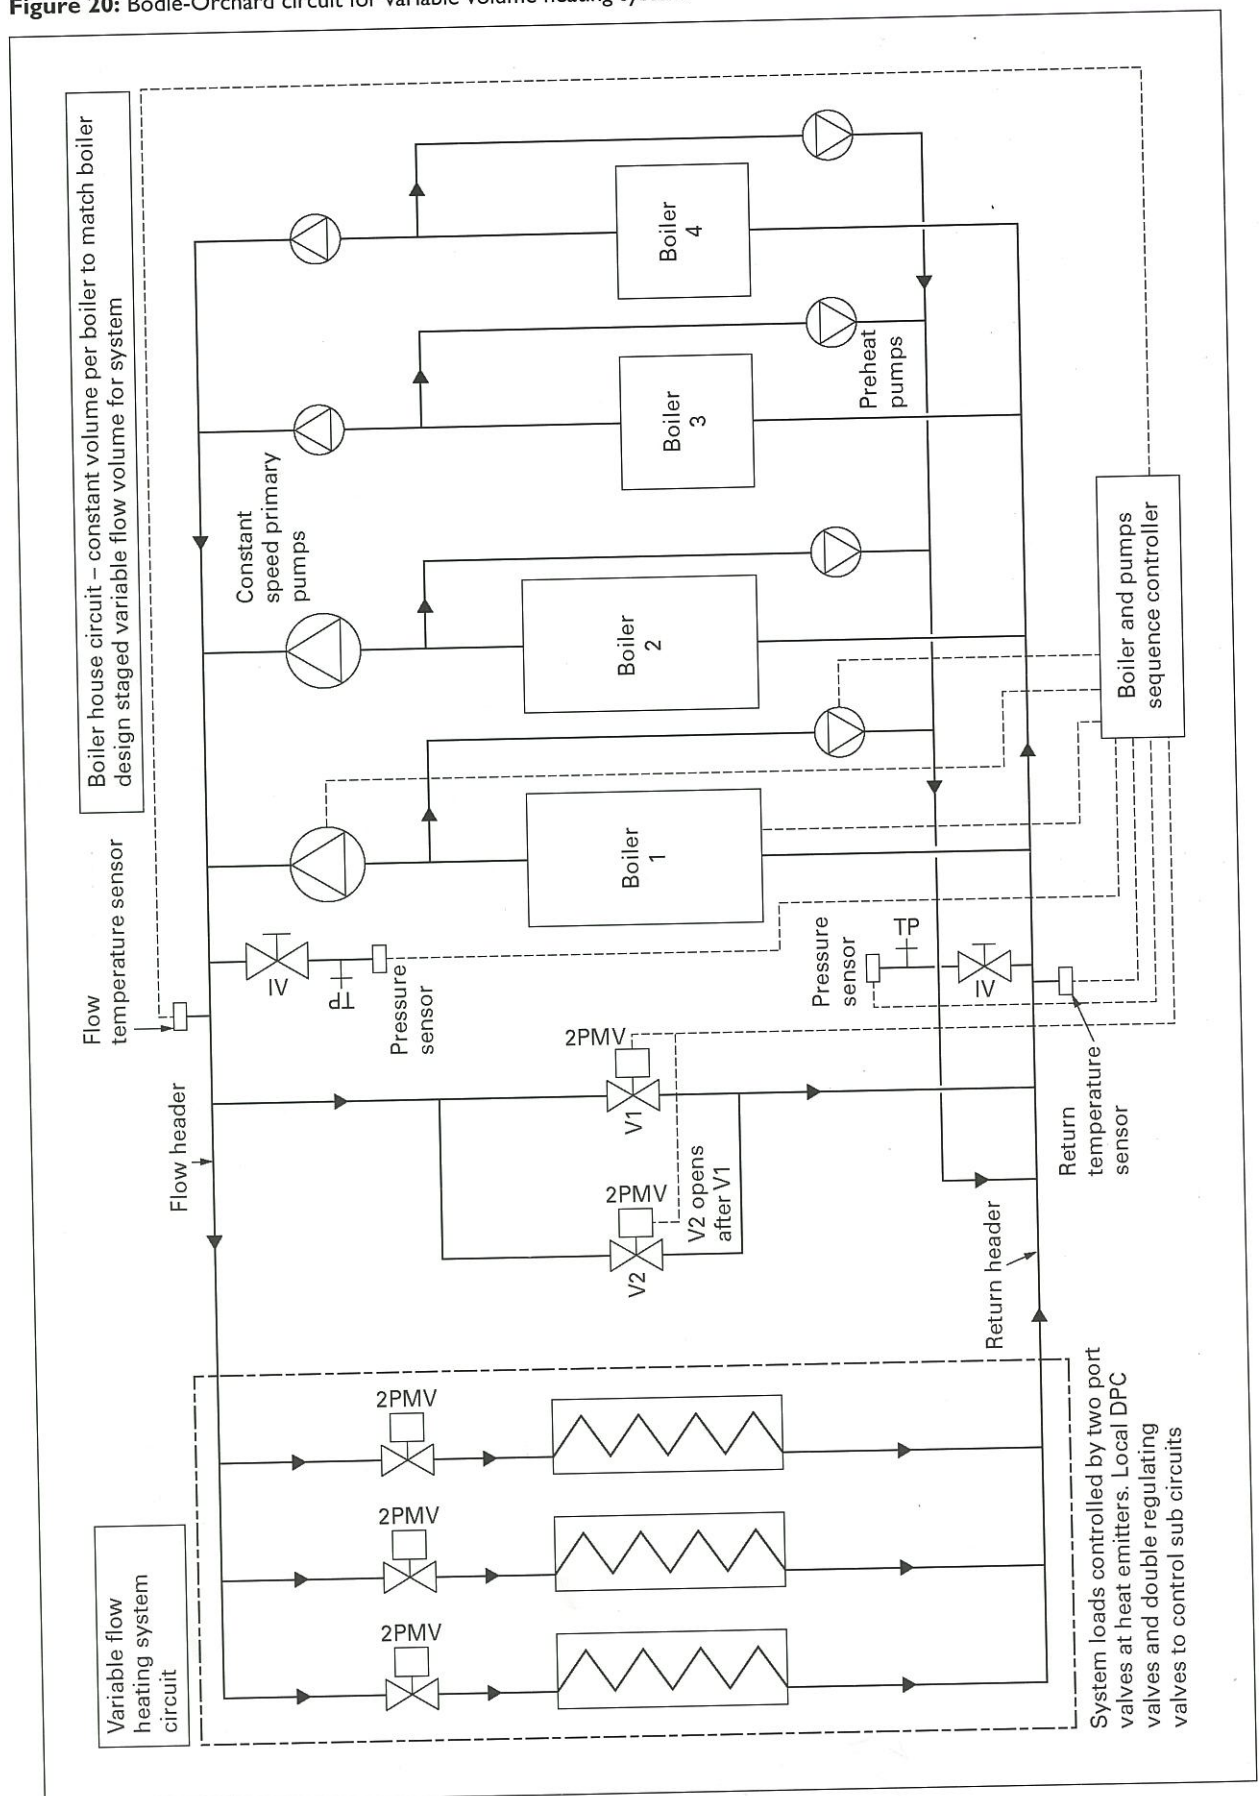 Figure 20: Bodie-Orchard circuit for variable volume heating system
Boiler house circuit – constant volume per boiler to match boiler
design staged variable flow volume for system
Variable flow
heating system
circuit
Flow header
Flow
temperature sensor
Constant
speed primary
pumps
2PMV
2PMV
2PMV
IV
TP
Pressure
sensor
2PMV
V1
2PMV
V2
V2 opens
after V1
Boiler
1
Boiler
2
Boiler
3
Boiler
4
Preheat
pumps
Pressure
sensor
TP
IV
Return header
Return
temperature
sensor
Boiler and pumps
sequence controller
System loads controlled by two port
valves at heat emitters. Local DPC
valves and double regulating
valves to control sub circuits